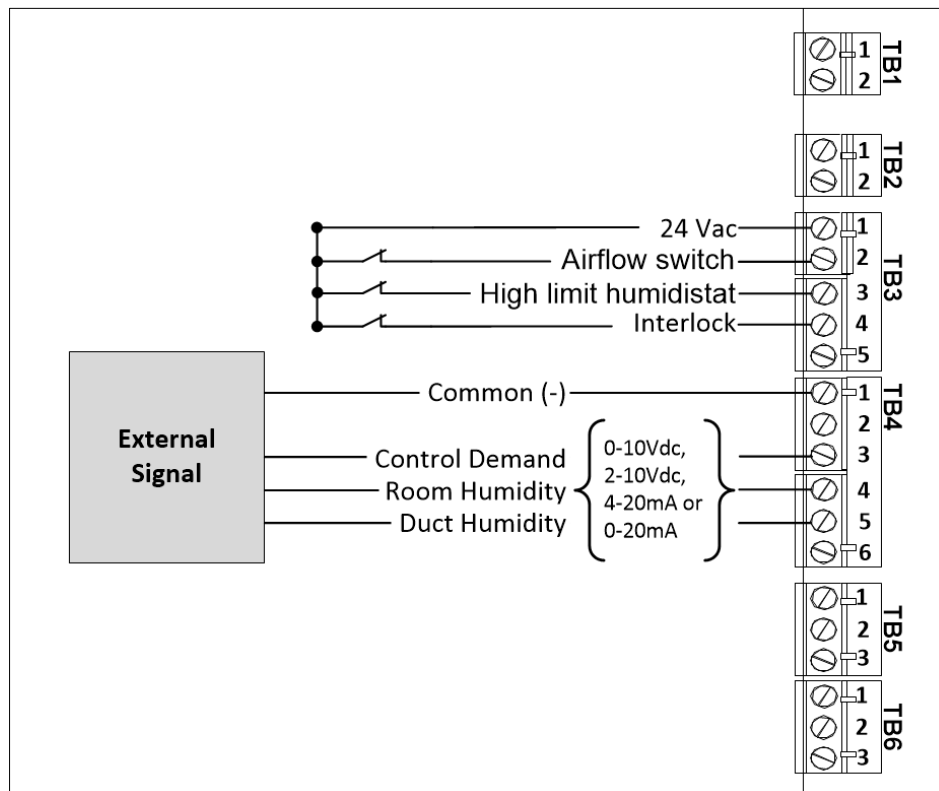 1
2
TB1
1
2
TB2
24 Vac
1
Airflow switch
2
High limit humidistat
3
Interlock
4
5
TB3
External
Signal
Common (-)
1
2
Control Demand
3
Room Humidity
4
Duct Humidity
5
6
TB4
0-10Vdc,
2-10Vdc,
4-20mA or
0-20mA
1
2
3
TB5
1
2
3
TB6